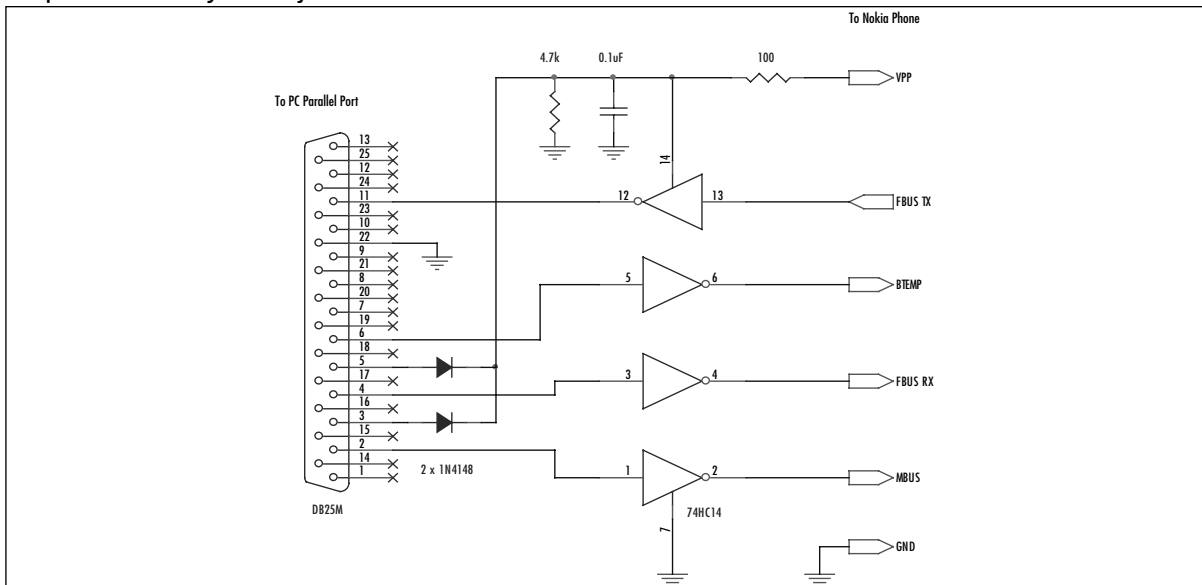 To Nokia Phone
4.7k
0.1uF
100
VPP
To PC Parallel Port
13
25
12
24
11
23
10
22
9
21
8
20
7
19
6
18
5
17
4
16
3
15
2
14
1
DB25M
2 x 1N4148
14
12
13
FBUS TX
5
6
BTEMP
3
4
FBUS RX
1
2
MBUS
74HC14
7
GND